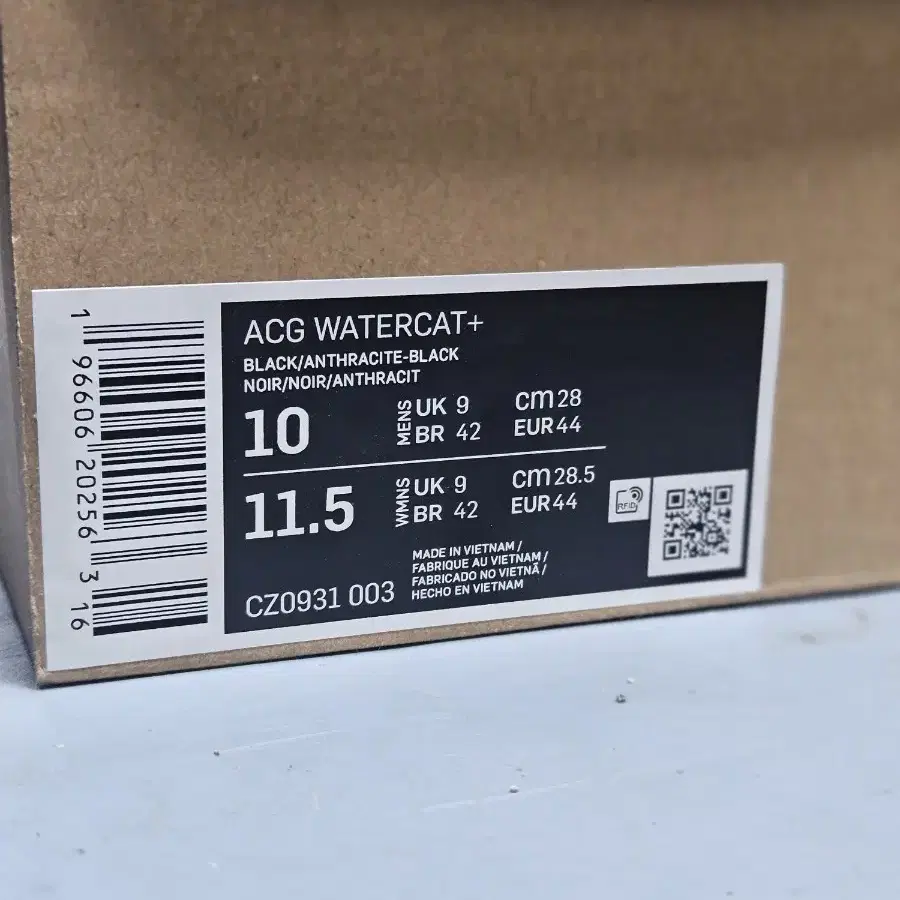 1 96606 20256 3 16
ACG WATERCAT+
BLACK/ANTHRACITE-BLACK
NOIR/NOIR/ANTHRACIT
10 MENS UK 9 cm 28
BR 42 EUR 44
11.5 WMNS UK 9 cm 28.5
BR 42 EUR 44
RFID
MADE IN VIETNAM /
FABRIQUE AU VIETNAM /
FABRICADO NO VIETNÃ /
HECHO EN VIETNAM
CZ0931 003